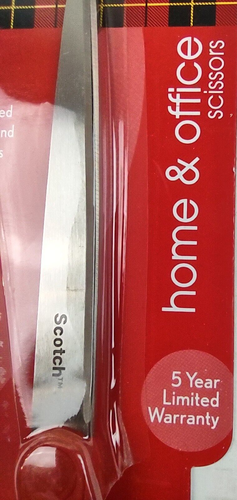 home & office
scissors
Scotch™
5 Year
Limited
Warranty